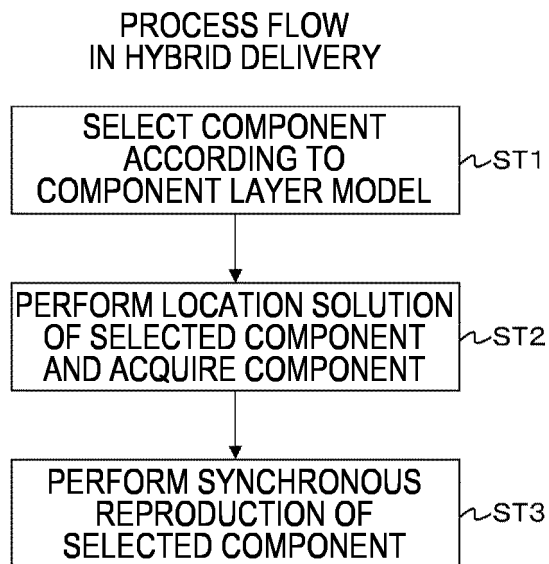 PROCESS FLOW
IN HYBRID DELIVERY
SELECT COMPONENT
ACCORDING TO
COMPONENT LAYER MODEL
ST1
PERFORM LOCATION SOLUTION
OF SELECTED COMPONENT
AND ACQUIRE COMPONENT
ST2
PERFORM SYNCHRONOUS
REPRODUCTION OF
SELECTED COMPONENT
ST3